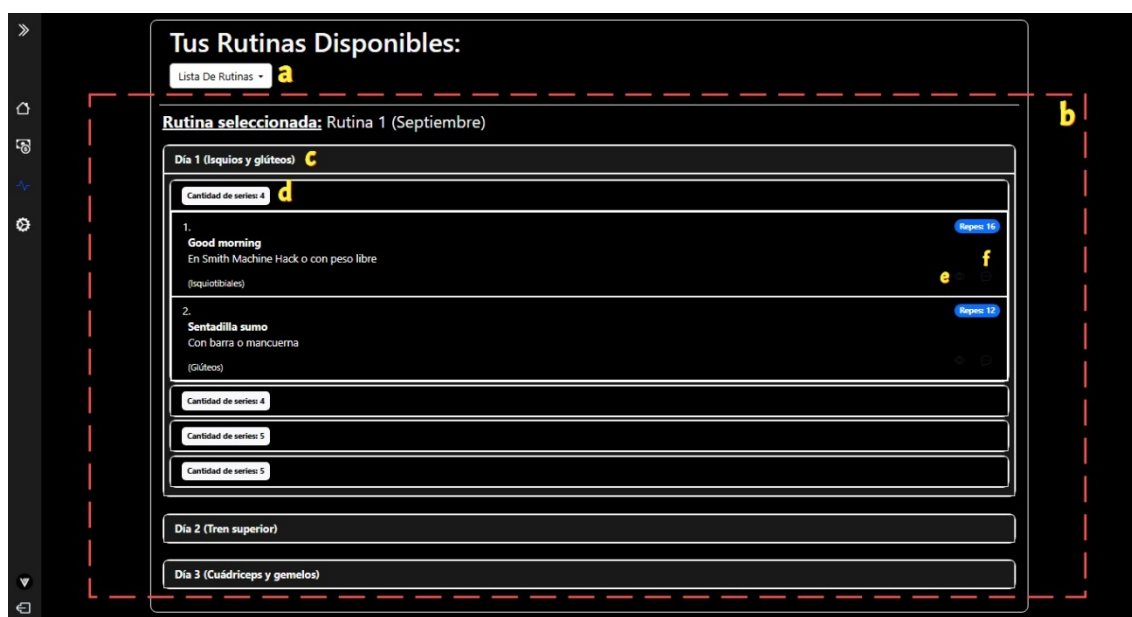 Tus Rutinas Disponibles:
Lista De Rutinas
a
b
Rutina seleccionada: Rutina 1 (Septiembre)
Día 1 (Isquios y glúteos)
c
Cantidad de series: 4
d
1.
Repes: 16
Good morning
En Smith Machine Hack o con peso libre
f
e
(Isquiotibiales)
2.
Repes: 12
Sentadilla sumo
Con barra o mancuerna
(Glúteos)
Cantidad de series: 4
Cantidad de series: 5
Cantidad de series: 5
Día 2 (Tren superior)
Día 3 (Cuádriceps y gemelos)